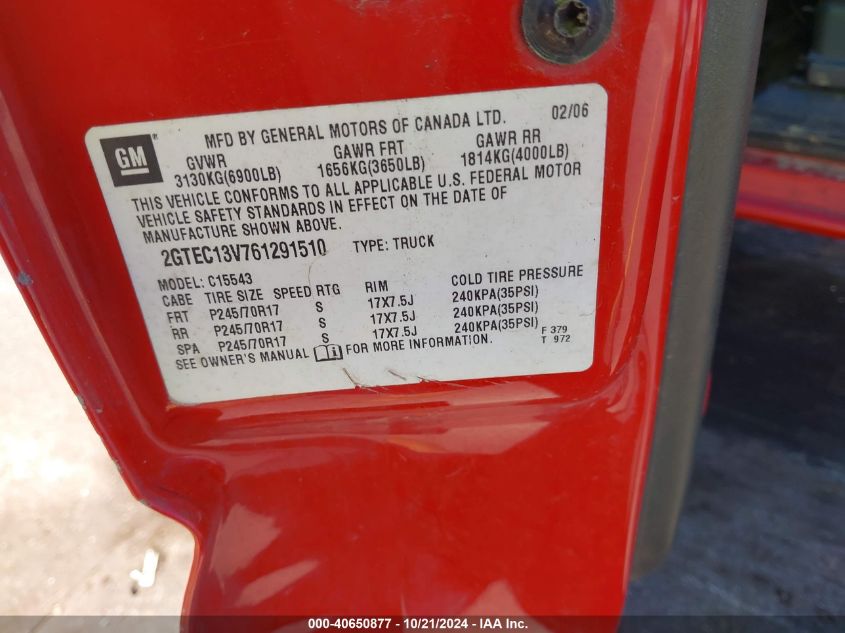 MFD BY GENERAL MOTORS OF CANADA LTD. 02/06
GM
GVWR GAWR FRT GAWR RR
3130KG(6900LB) 1656KG(3650LB) 1814KG(4000LB)
THIS VEHICLE CONFORMS TO ALL APPLICABLE U.S. FEDERAL MOTOR
VEHICLE SAFETY STANDARDS IN EFFECT ON THE DATE OF
MANUFACTURE SHOWN ABOVE.
2GTEC13V761291510 TYPE: TRUCK
MODEL: C15543
CABE TIRE SIZE SPEED RTG RIM COLD TIRE PRESSURE
FRT P245/70R17 S 17X7.5J 240KPA(35PSI)
RR P245/70R17 S 17X7.5J 240KPA(35PSI)
SPA P245/70R17 S 17X7.5J 240KPA(35PSI)
SEE OWNER'S MANUAL FOR MORE INFORMATION.
F 379
T 972
000-40650877 - 10/21/2024 - IAA Inc.